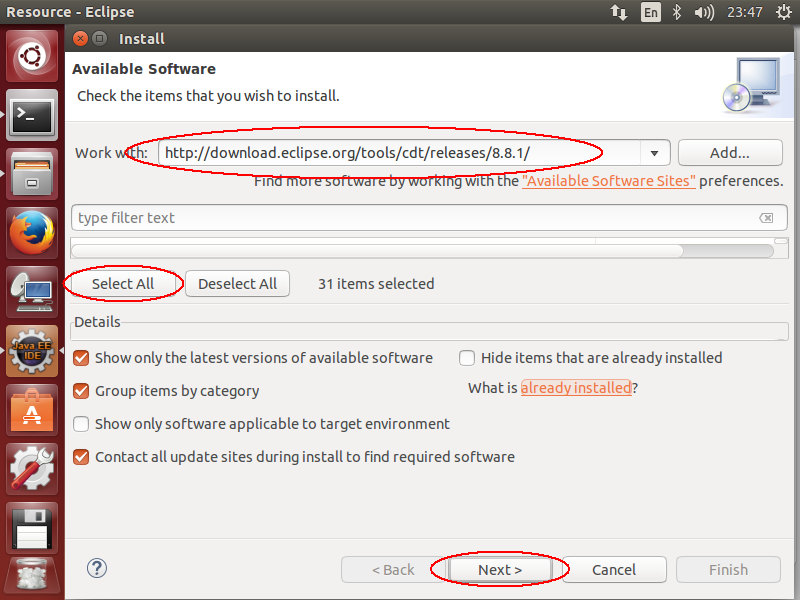 Resource - Eclipse
En
23:47
Install
Available Software
Check the items that you wish to install.
Work with: http://download.eclipse.org/tools/cdt/releases/8.8.1/ Add...
Find more software by working with the "Available Software Sites" preferences.
type filter text
Select All Deselect All 31 items selected
Details
Show only the latest versions of available software Hide items that are already installed
Group items by category What is already installed?
Show only software applicable to target environment
Contact all update sites during install to find required software
Java EE
IDE
? < Back Next > Cancel Finish